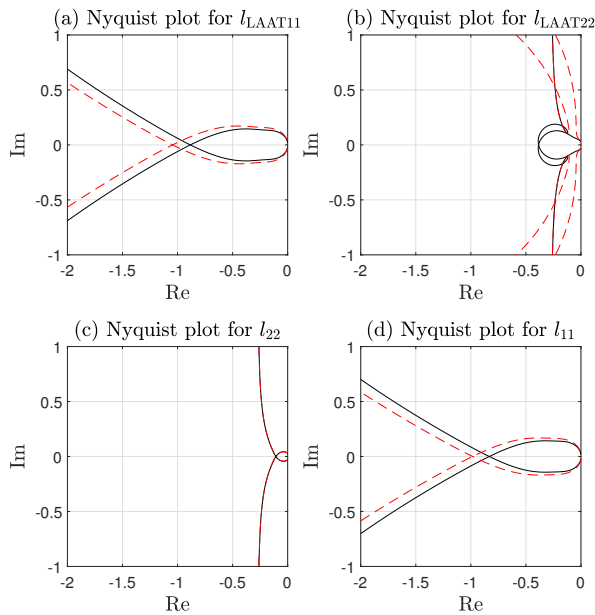 (a) Nyquist plot for l_LAAT11
1
0.5
0
-0.5
-1
Im
-2 -1.5 -1 -0.5 0
Re
(b) Nyquist plot for l_LAAT22
1
0.5
0
-0.5
-1
Im
-2 -1.5 -1 -0.5 0
Re
(c) Nyquist plot for l_22
1
0.5
0
-0.5
-1
Im
-2 -1.5 -1 -0.5 0
Re
(d) Nyquist plot for l_11
1
0.5
0
-0.5
-1
Im
-2 -1.5 -1 -0.5 0
Re